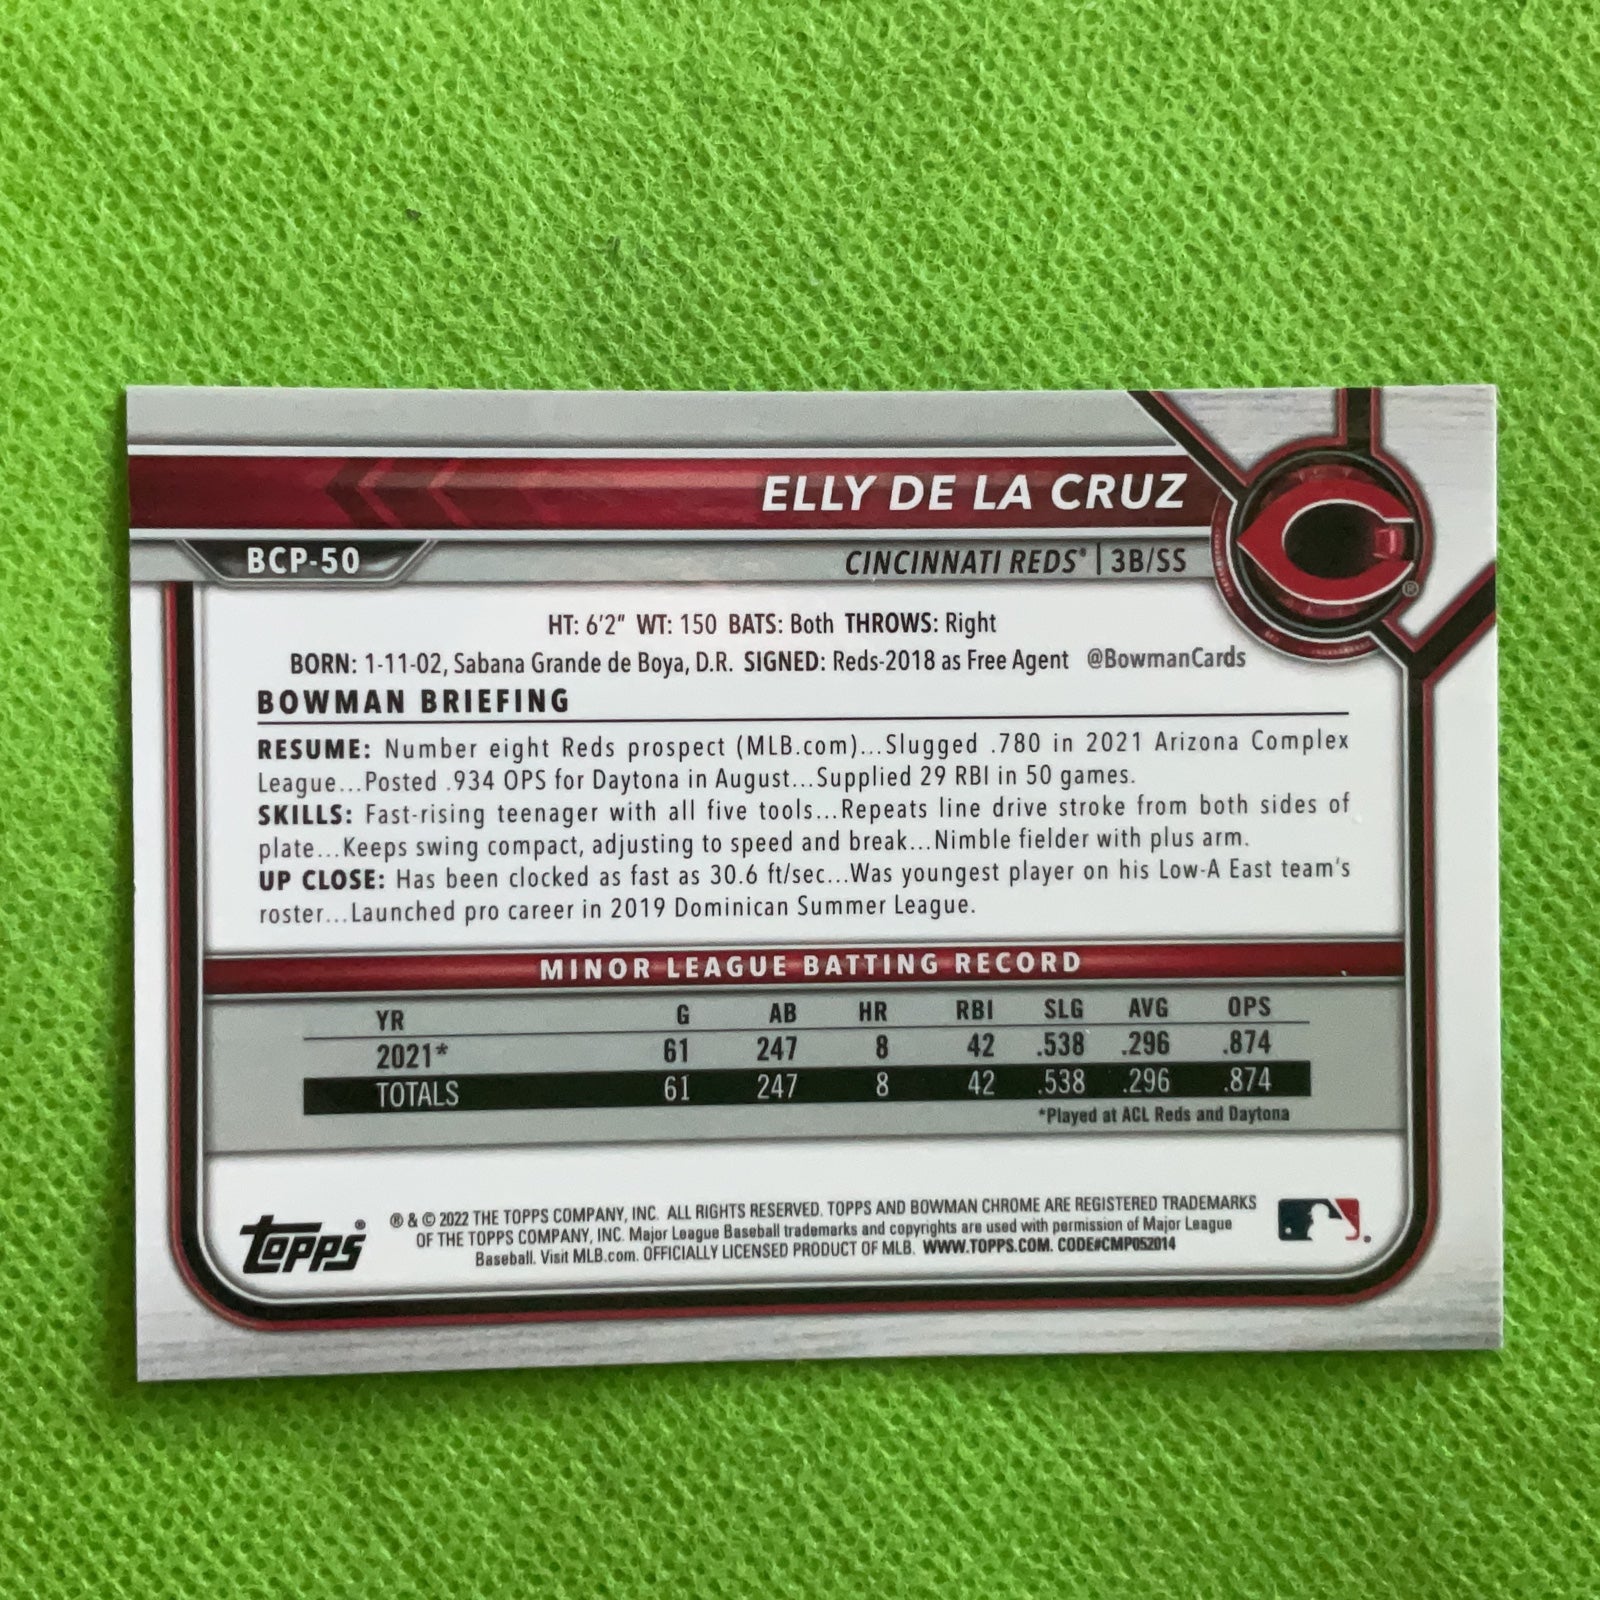 ELLY DE LA CRUZ
BCP-50
CINCINNATI REDS® | 3B/SS
HT: 6'2" WT: 150 BATS: Both THROWS: Right
BORN: 1-11-02, Sabana Grande de Boya, D.R. SIGNED: Reds-2018 as Free Agent @BowmanCards
BOWMAN BRIEFING
RESUME: Number eight Reds prospect (MLB.com)...Slugged .780 in 2021 Arizona Complex
League...Posted .934 OPS for Daytona in August...Supplied 29 RBI in 50 games.
SKILLS: Fast-rising teenager with all five tools...Repeats line drive stroke from both sides of
plate...Keeps swing compact, adjusting to speed and break...Nimble fielder with plus arm.
UP CLOSE: Has been clocked as fast as 30.6 ft/sec...Was youngest player on his Low-A East team's
roster...Launched pro career in 2019 Dominican Summer League.
MINOR LEAGUE BATTING RECORD
YR G AB HR RBI SLG AVG OPS
2021* 61 247 8 42 .538 .296 .874
TOTALS 61 247 8 42 .538 .296 .874
*Played at ACL Reds and Daytona
Topps®
® & © 2022 THE TOPPS COMPANY, INC. ALL RIGHTS RESERVED. TOPPS AND BOWMAN CHROME ARE REGISTERED TRADEMARKS
OF THE TOPPS COMPANY, INC. Major League Baseball trademarks and copyrights are used with permission of Major League
Baseball. Visit MLB.com. OFFICIALLY LICENSED PRODUCT OF MLB. WWW.TOPPS.COM. CODE#CMP052014